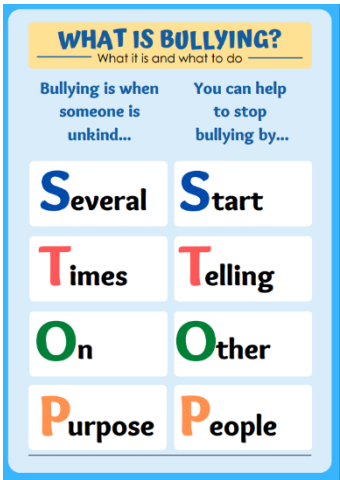 WHAT IS BULLYING?
What it is and what to do
Bullying is when
someone is
unkind...
You can help
to stop
bullying by...
Several
Start
Times
Telling
On
Other
Purpose
People